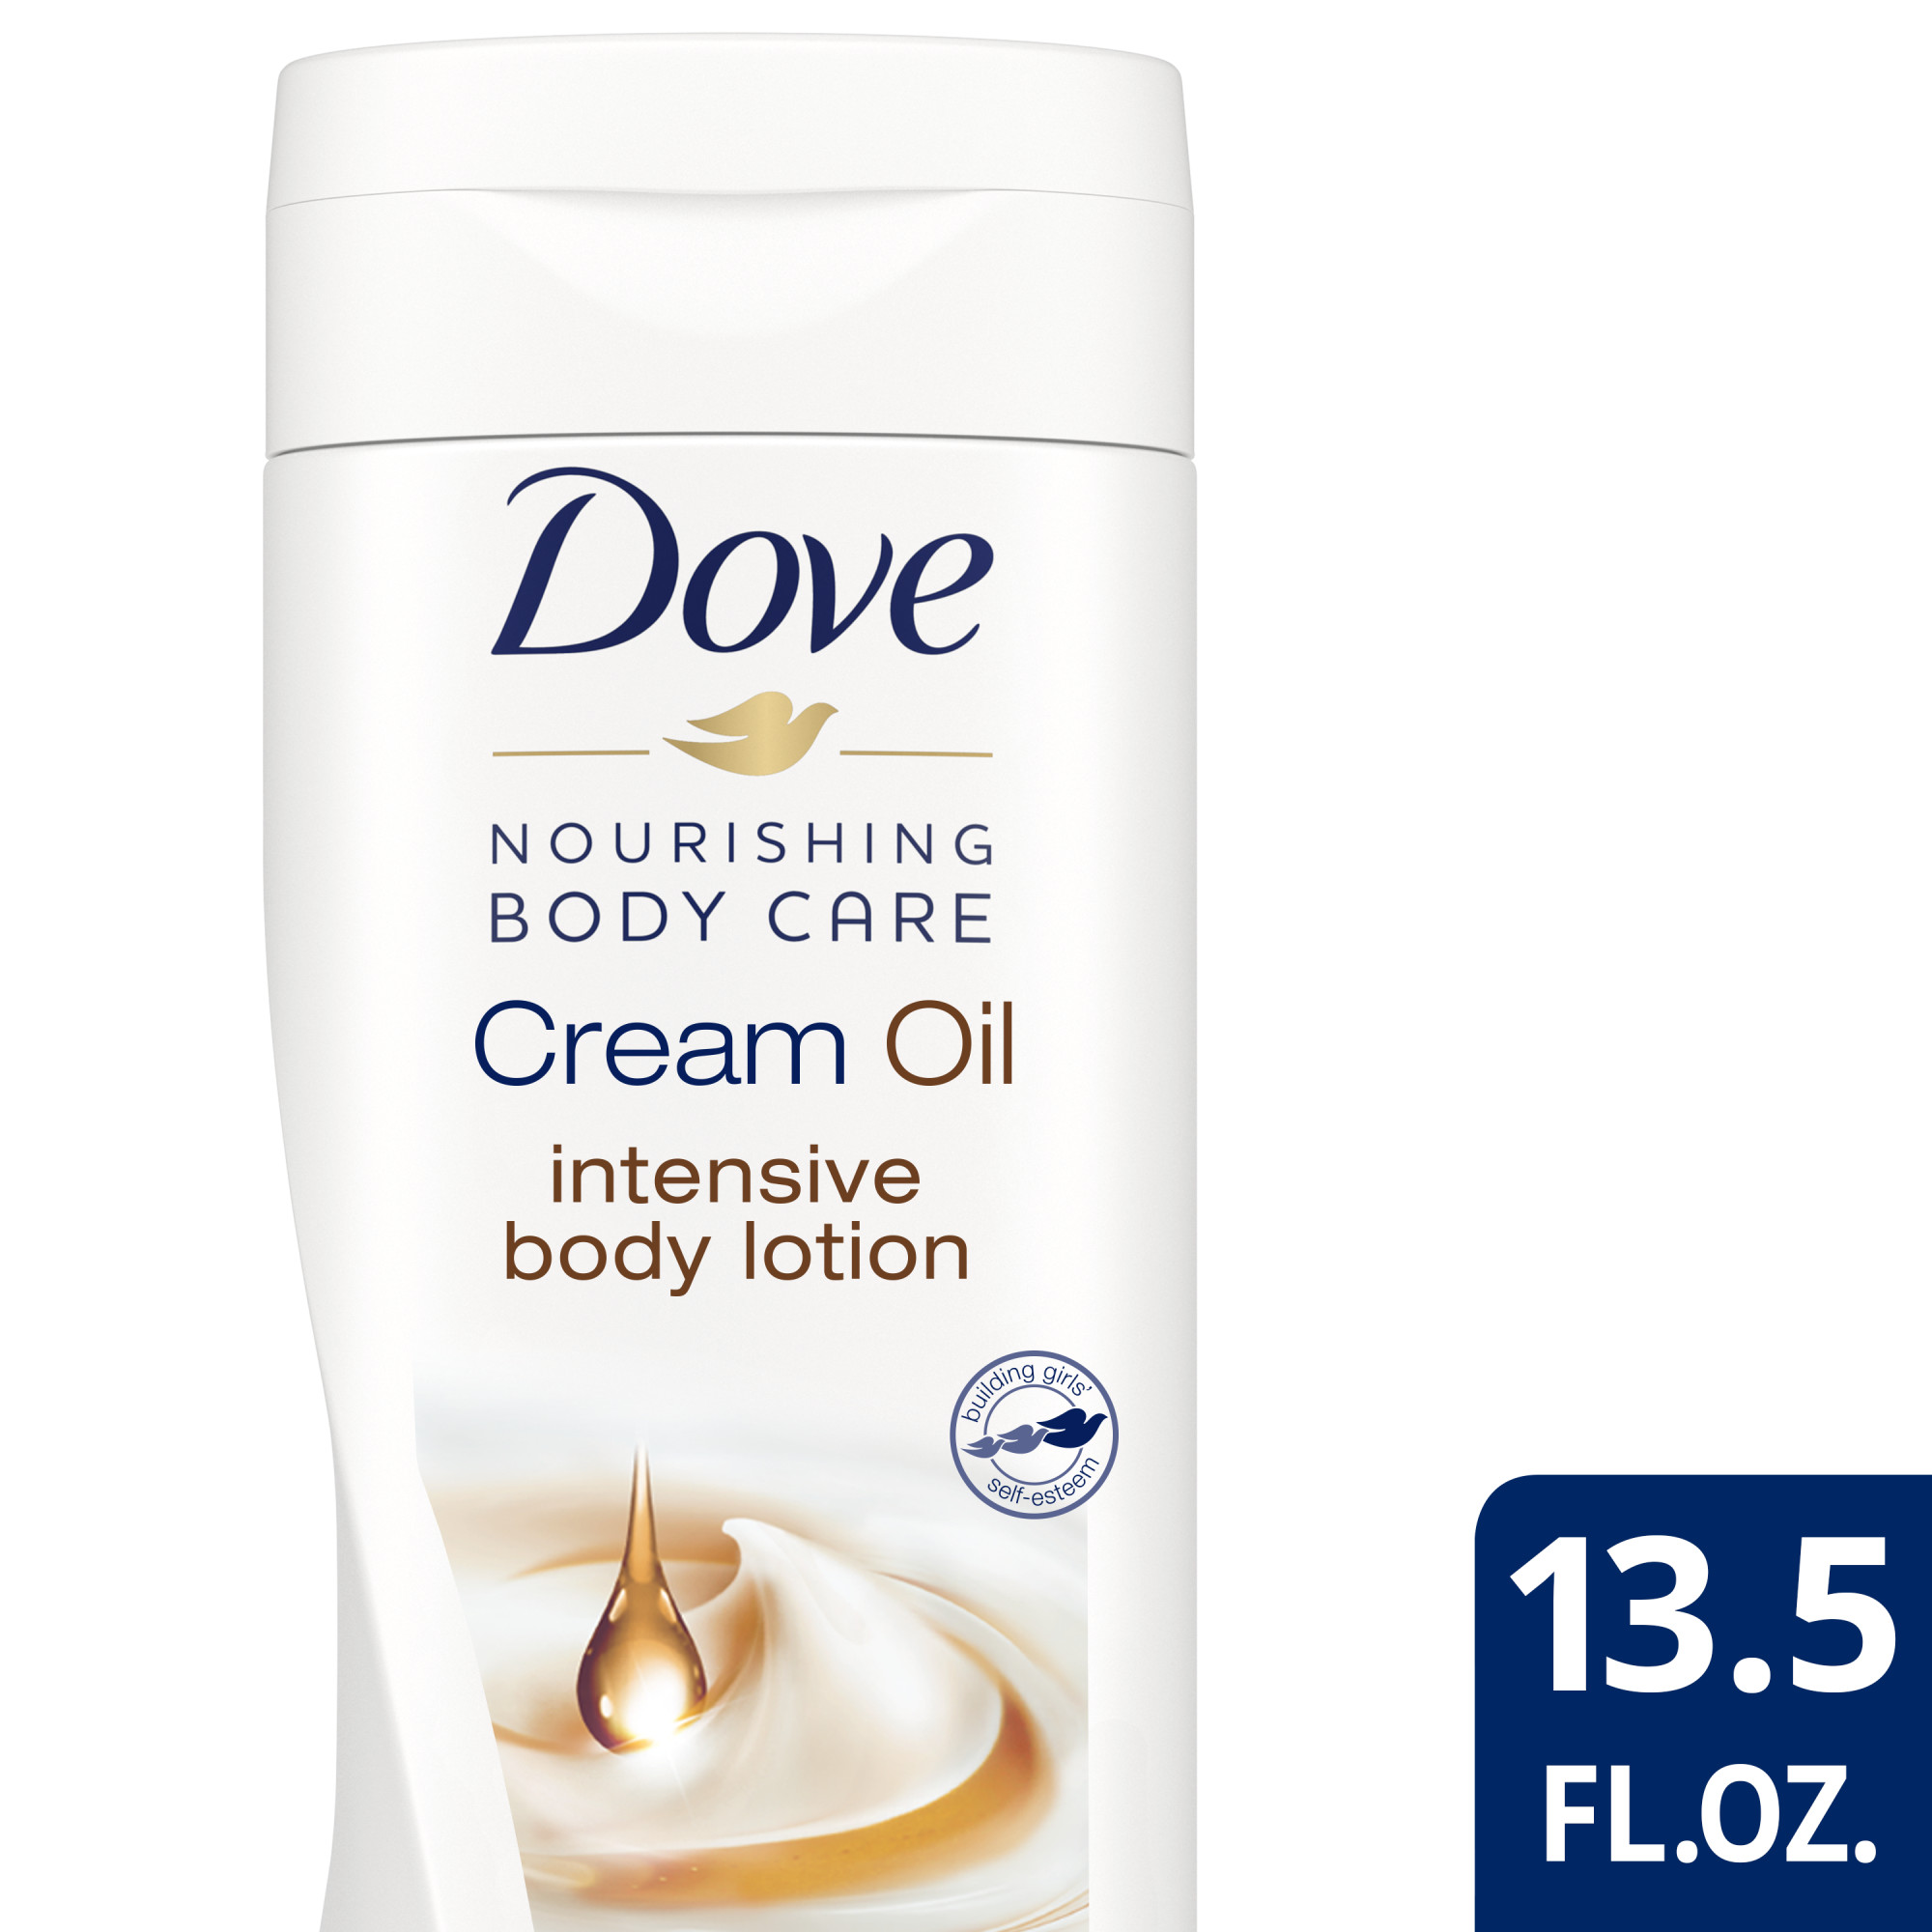 Dove
NOURISHING
BODY CARE
Cream Oil
intensive
body lotion
building girls'
self-esteem
13.5
FL.OZ.